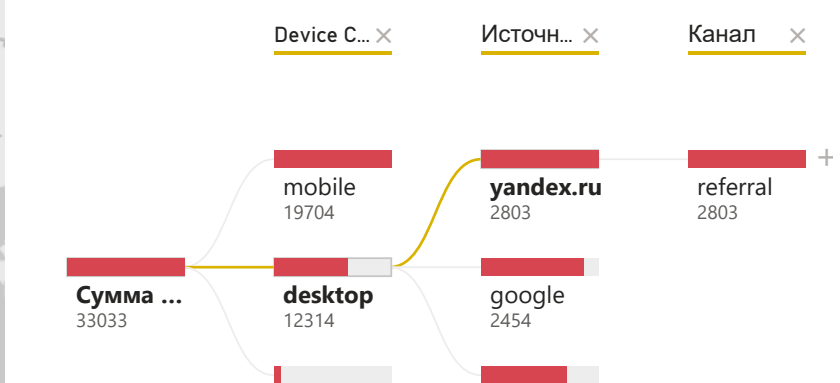 Device C...
Источн...
Канал
mobile
19704
yandex.ru
2803
referral
2803
Сумма ...
33033
desktop
12314
google
2454